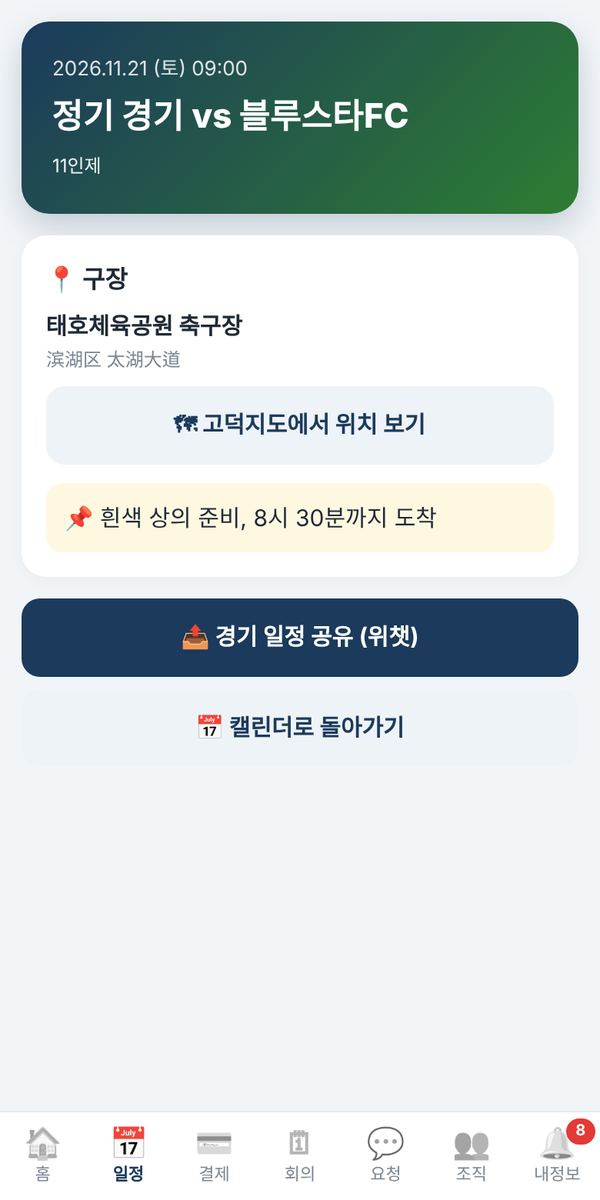 2026.11.21 (토) 09:00
정기 경기 vs 블루스타FC
11인제
📍 구장
태호체육공원 축구장
滨湖区 太湖大道
🗺 고덕지도에서 위치 보기
📌 흰색 상의 준비, 8시 30분까지 도착
📤 경기 일정 공유 (위챗)
📅 캘린더로 돌아가기
홈 일정 결제 회의 요청 조직 내정보
8